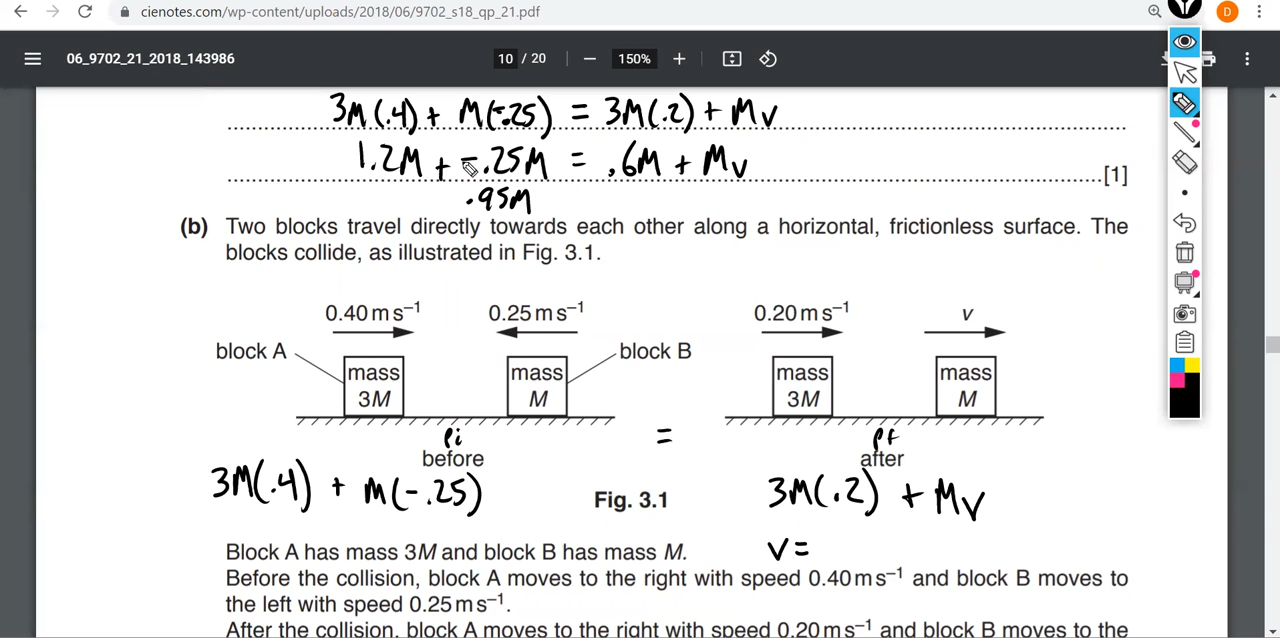 cienotes.com/wp-content/uploads/2018/06/9702_s18_qp_21.pdf
D
06_9702_21_2018_143986
10 / 20
150%
3M(.4) + M(-.25) = 3M(.2) + Mv
1.2M + -.25M = .6M + Mv
[1]
.95M
(b) Two blocks travel directly towards each other along a horizontal, frictionless surface. The
blocks collide, as illustrated in Fig. 3.1.
0.40 m s⁻¹ 0.25 m s⁻¹ 0.20 m s⁻¹ v
block A block B
mass mass mass mass
3M M 3M M
pi = pf
before after
3M(.4) + M(-.25) 3M(.2) + Mv
Fig. 3.1
Block A has mass 3M and block B has mass M. v =
Before the collision, block A moves to the right with speed 0.40 m s⁻¹ and block B moves to
the left with speed 0.25 m s⁻¹.
After the collision, block A moves to the right with speed 0.20 m s⁻¹ and block B moves